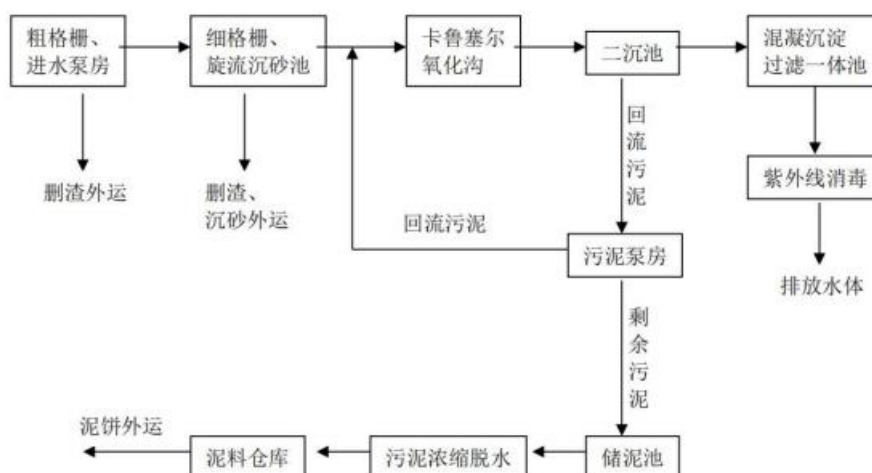 粗格栅、
进水泵房
细格栅、
旋流沉砂池
卡鲁塞尔
氧化沟
二沉池
混凝沉淀
过滤一体池
删渣外运
删渣、
沉砂外运
回流污泥
回流污泥
紫外线消毒
污泥泵房
排放水体
剩余污泥
泥饼外运
泥料仓库
污泥浓缩脱水
储泥池